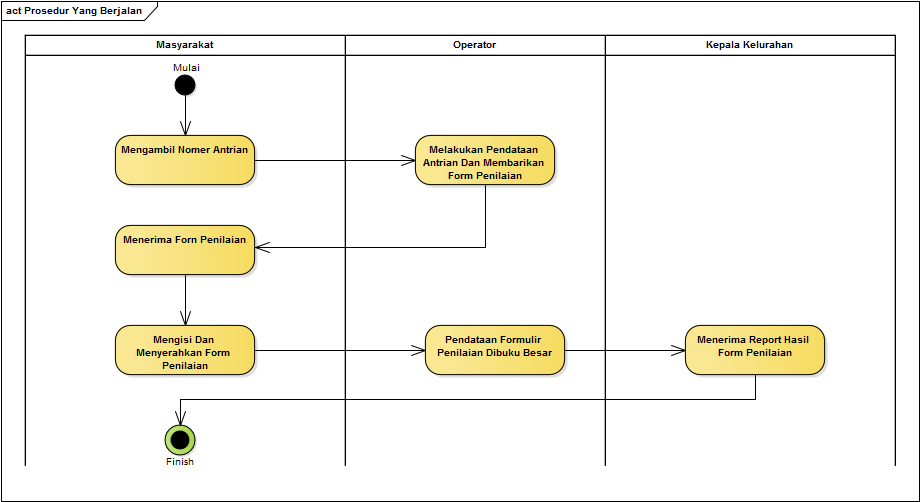 act Prosedur Yang Berjalan
Masyarakat
Operator
Kepala Kelurahan
Mulai
Mengambil Nomer Antrian
Melakukan Pendataan
Antrian Dan Membarikan
Form Penilaian
Menerima Forn Penilaian
Mengisi Dan
Menyerahkan Form
Penilaian
Pendataan Formulir
Penilaian Dibuku Besar
Menerima Report Hasil
Form Penilaian
Finish